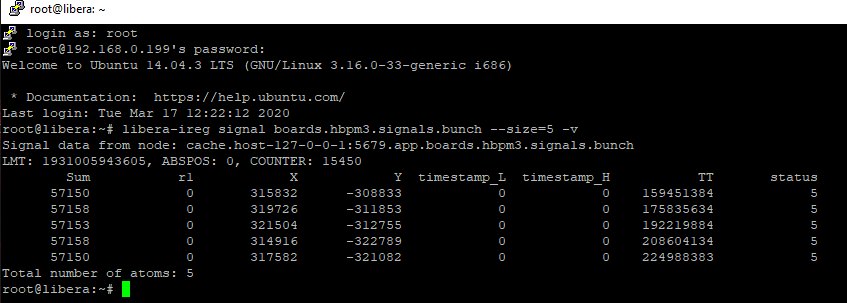 root@libera: ~
login as: root
root@192.168.0.199's password:
Welcome to Ubuntu 14.04.3 LTS (GNU/Linux 3.16.0-33-generic i686)
* Documentation:  https://help.ubuntu.com/
Last login: Tue Mar 17 12:22:12 2020
root@libera:~# libera-ireg signal boards.hbpm3.signals.bunch --size=5 -v
Signal data from node: cache.host-127-0-0-1:5679.app.boards.hbpm3.signals.bunch
LMT: 1931005943605, ABSPOS: 0, COUNTER: 15450
Sum r1 X Y timestamp_L timestamp_H TT status
57150 0 315832 -308833 0 0 159451384 5
57158 0 319726 -311853 0 0 175835634 5
57153 0 321504 -312755 0 0 192219884 5
57158 0 314916 -322789 0 0 208604134 5
57150 0 317582 -321082 0 0 224988383 5
Total number of atoms: 5
root@libera:~#